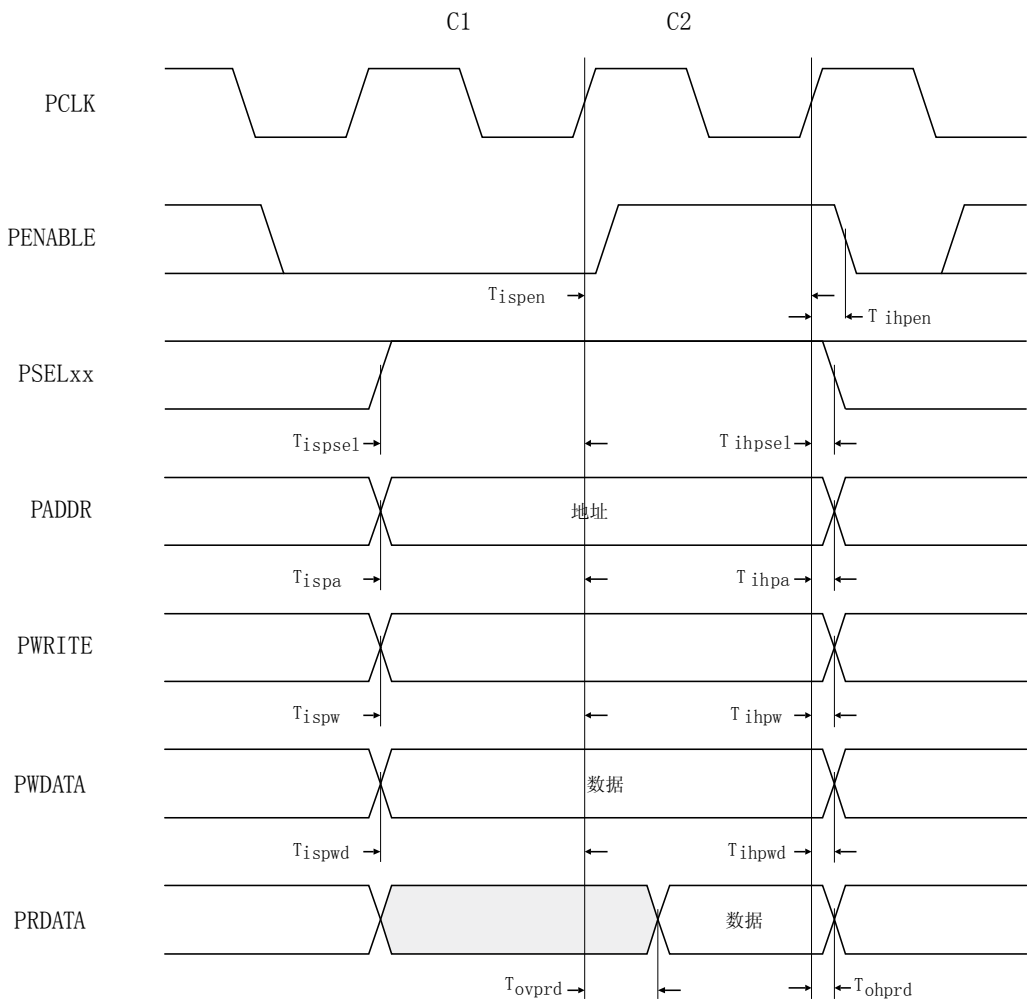 C1 C2
PCLK
PENABLE
Tispen
T ihpen
PSELxx
Tispsel T ihpsel
PADDR 地址
Tispa T ihpa
PWRITE
Tispw T ihpw
PWDATA 数据
Tispwd Tihpwd
PRDATA 数据
Tovprd Tohprd